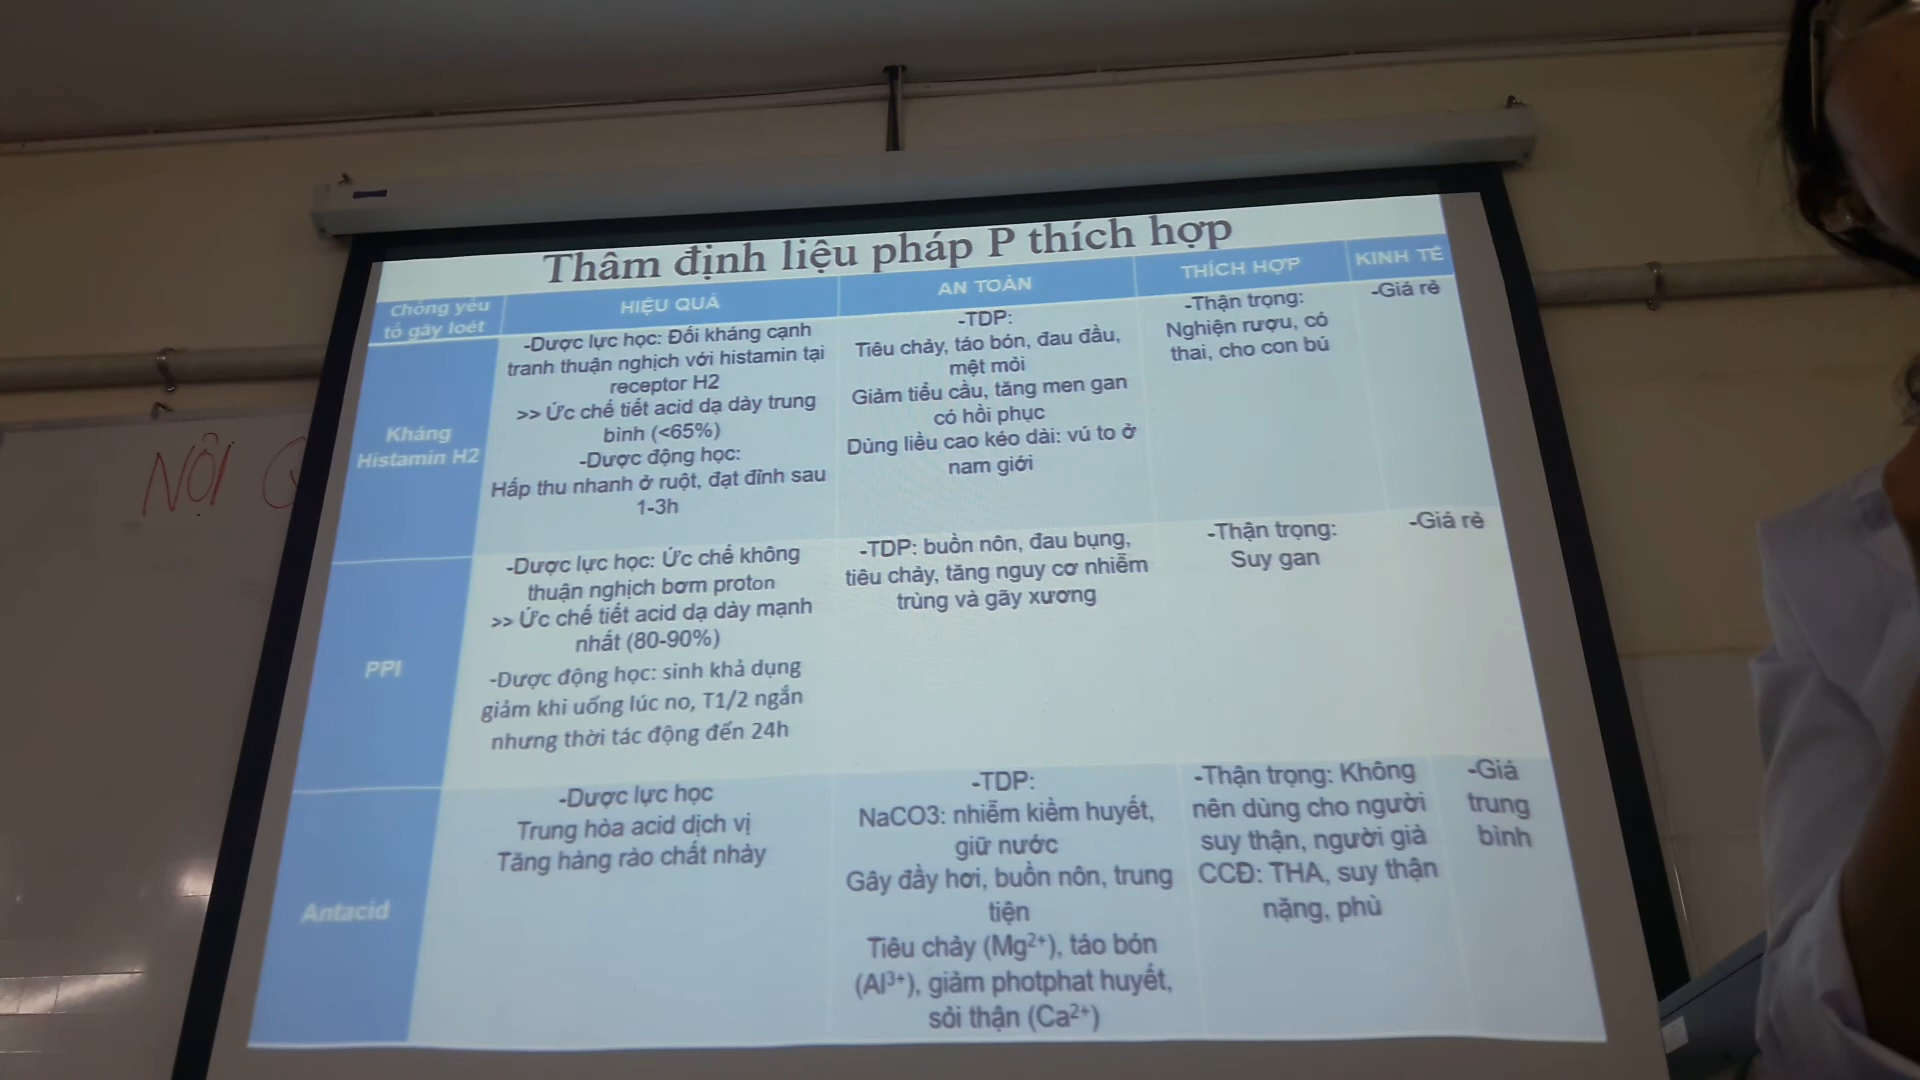 Thẩm định liệu pháp P thích hợp
Chống yếu
tố gây loét
HIỆU QUẢ
AN TOÀN
THÍCH HỢP
KINH TẾ
Kháng
Histamin H2
-Dược lực học: Đối kháng cạnh
tranh thuận nghịch với histamin tại
receptor H2
>> Ức chế tiết acid dạ dày trung
bình (<65%)
-Dược động học:
Hấp thu nhanh ở ruột, đạt đỉnh sau
1-3h
-TDP:
Tiêu chảy, táo bón, đau đầu,
mệt mỏi
Giảm tiểu cầu, tăng men gan
có hồi phục
Dùng liều cao kéo dài: vú to ở
nam giới
-Thận trọng:
Nghiện rượu, có
thai, cho con bú
-Giá rẻ
PPI
-Dược lực học: Ức chế không
thuận nghịch bơm proton
>> Ức chế tiết acid dạ dày mạnh
nhất (80-90%)
-Dược động học: sinh khả dụng
giảm khi uống lúc no, T1/2 ngắn
nhưng thời tác động đến 24h
-TDP: buồn nôn, đau bụng,
tiêu chảy, tăng nguy cơ nhiễm
trùng và gãy xương
-Thận trọng:
Suy gan
-Giá rẻ
Antacid
-Dược lực học
Trung hòa acid dịch vị
Tăng hàng rào chất nhày
-TDP:
NaCO3: nhiễm kiềm huyết,
giữ nước
Gây đầy hơi, buồn nôn, trung
tiện
Tiêu chảy (Mg²⁺), táo bón
(Al³⁺), giảm photphat huyết,
sỏi thận (Ca²⁺)
-Thận trọng: Không
nên dùng cho người
suy thận, người già
CCĐ: THA, suy thận
nặng, phù
-Giá
trung
bình
NỘI